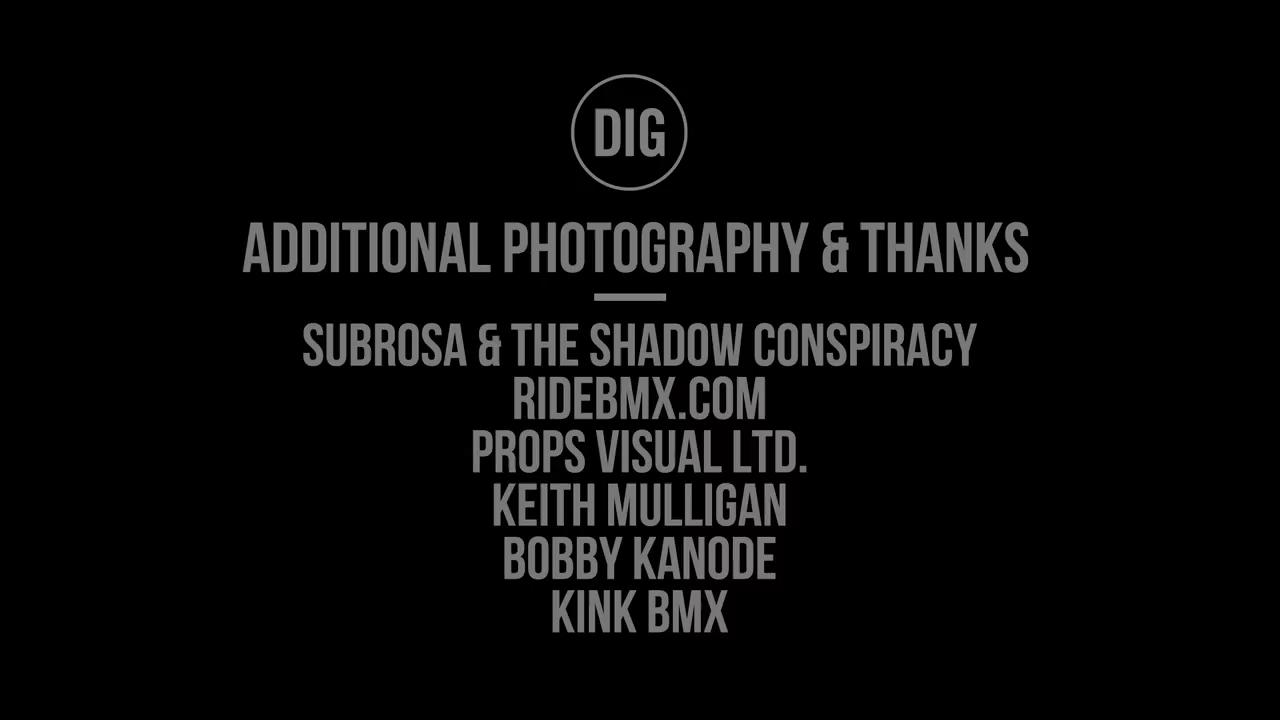 DIG
ADDITIONAL PHOTOGRAPHY & THANKS
SUBROSA & THE SHADOW CONSPIRACY
RIDEBMX.COM
PROPS VISUAL LTD.
KEITH MULLIGAN
BOBBY KANODE
KINK BMX